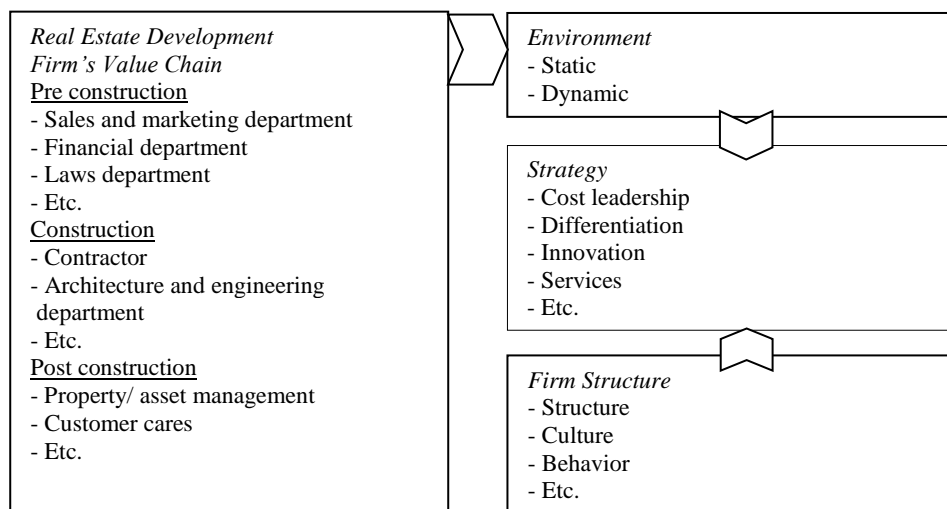 Real Estate Development
Firm's Value Chain
Pre construction
- Sales and marketing department
- Financial department
- Laws department
- Etc.
Construction
- Contractor
- Architecture and engineering
department
- Etc.
Post construction
- Property/ asset management
- Customer cares
- Etc.
Environment
- Static
- Dynamic
Strategy
- Cost leadership
- Differentiation
- Innovation
- Services
- Etc.
Firm Structure
- Structure
- Culture
- Behavior
- Etc.